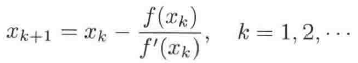 x_{k+1} = x_k - \frac{f(x_k)}{f'(x_k)}, \quad k = 1, 2, \cdots